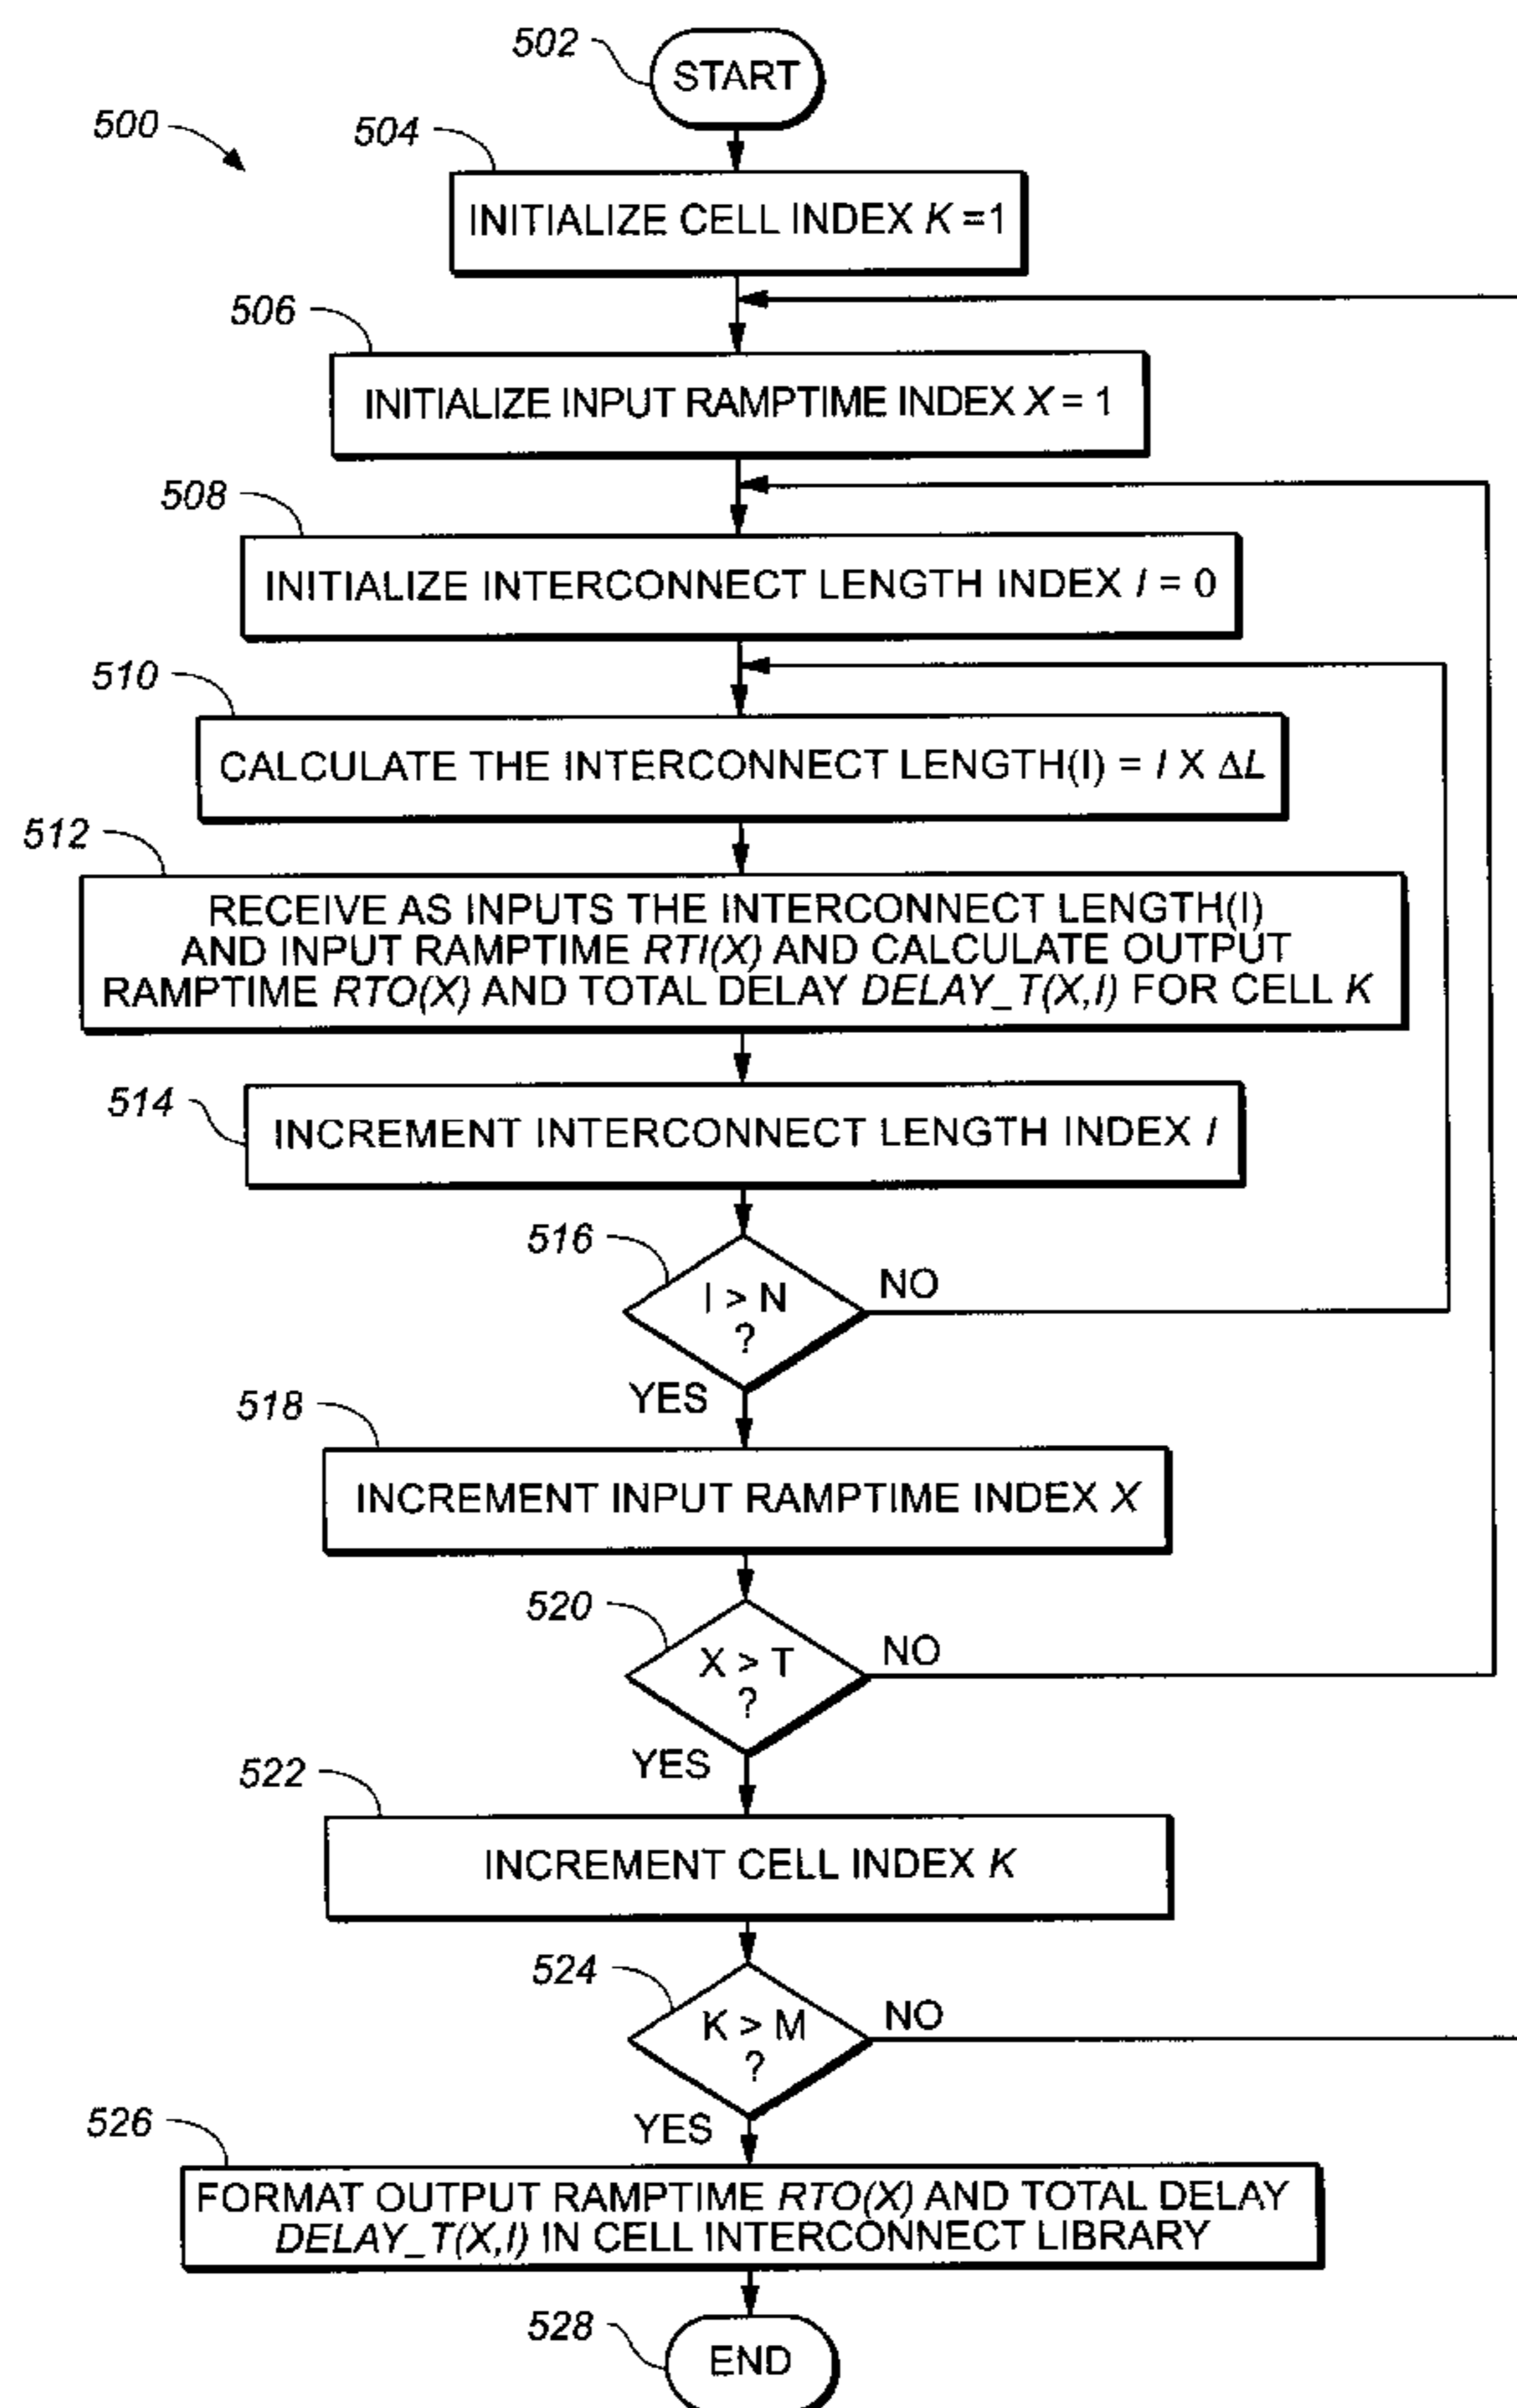 502
START
500
504
INITIALIZE CELL INDEX K =1
506
INITIALIZE INPUT RAMPTIME INDEX X = 1
508
INITIALIZE INTERCONNECT LENGTH INDEX I = 0
510
CALCULATE THE INTERCONNECT LENGTH(I) = I X ΔL
512
RECEIVE AS INPUTS THE INTERCONNECT LENGTH(I)
AND INPUT RAMPTIME RTI(X) AND CALCULATE OUTPUT
RAMPTIME RTO(X) AND TOTAL DELAY DELAY_T(X,I) FOR CELL K
514
INCREMENT INTERCONNECT LENGTH INDEX I
516
I > N
?
NO
YES
518
INCREMENT INPUT RAMPTIME INDEX X
520
X > T
?
NO
YES
522
INCREMENT CELL INDEX K
524
K > M
?
NO
YES
526
FORMAT OUTPUT RAMPTIME RTO(X) AND TOTAL DELAY
DELAY_T(X,I) IN CELL INTERCONNECT LIBRARY
528
END